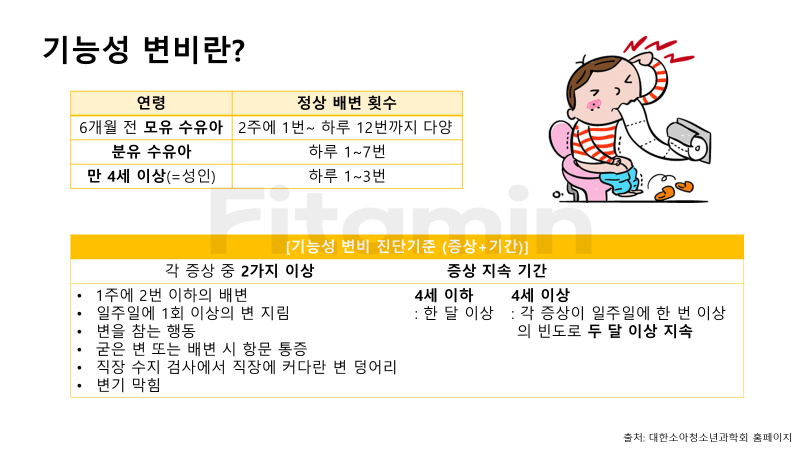 기능성 변비란?
연령 정상 배변 횟수
6개월 전 모유 수유아 2주에 1번~ 하루 12번까지 다양
분유 수유아 하루 1~7번
만 4세 이상(=성인) 하루 1~3번
Fitamin
[기능성 변비 진단기준 (증상+기간)]
각 증상 중 2가지 이상 증상 지속 기간
• 1주에 2번 이하의 배변
• 일주일에 1회 이상의 변 지림
• 변을 참는 행동
• 굳은 변 또는 배변 시 항문 통증
• 직장 수지 검사에서 직장에 커다란 변 덩어리
• 변기 막힘
4세 이하
: 한 달 이상
4세 이상
: 각 증상이 일주일에 한 번 이상
의 빈도로 두 달 이상 지속
출처: 대한소아청소년과학회 홈페이지